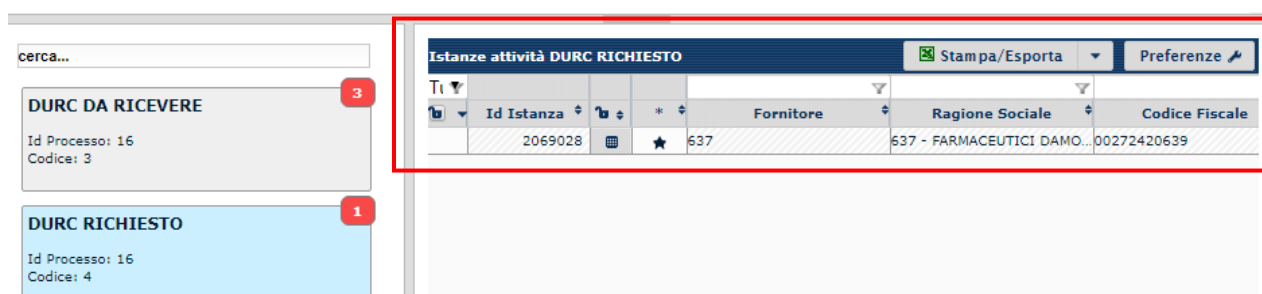 cerca...
3
DURC DA RICEVERE
Id Processo: 16
Codice: 3
1
DURC RICHIESTO
Id Processo: 16
Codice: 4
Istanze attività DURC RICHIESTO Stampa/Esporta Preferenze
Tu
Id Istanza * Fornitore Ragione Sociale Codice Fiscale
2069028 637 637 - FARMACEUTICI DAMO... 00272420639